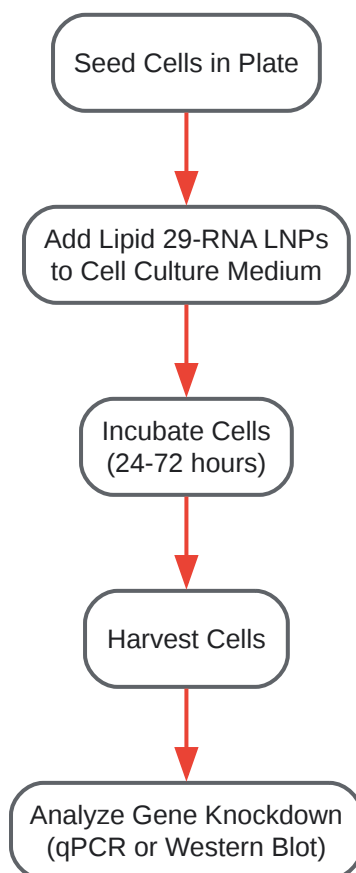 Seed Cells in Plate
Add Lipid 29-RNA LNPs
to Cell Culture Medium
Incubate Cells
(24-72 hours)
Harvest Cells
Analyze Gene Knockdown
(qPCR or Western Blot)